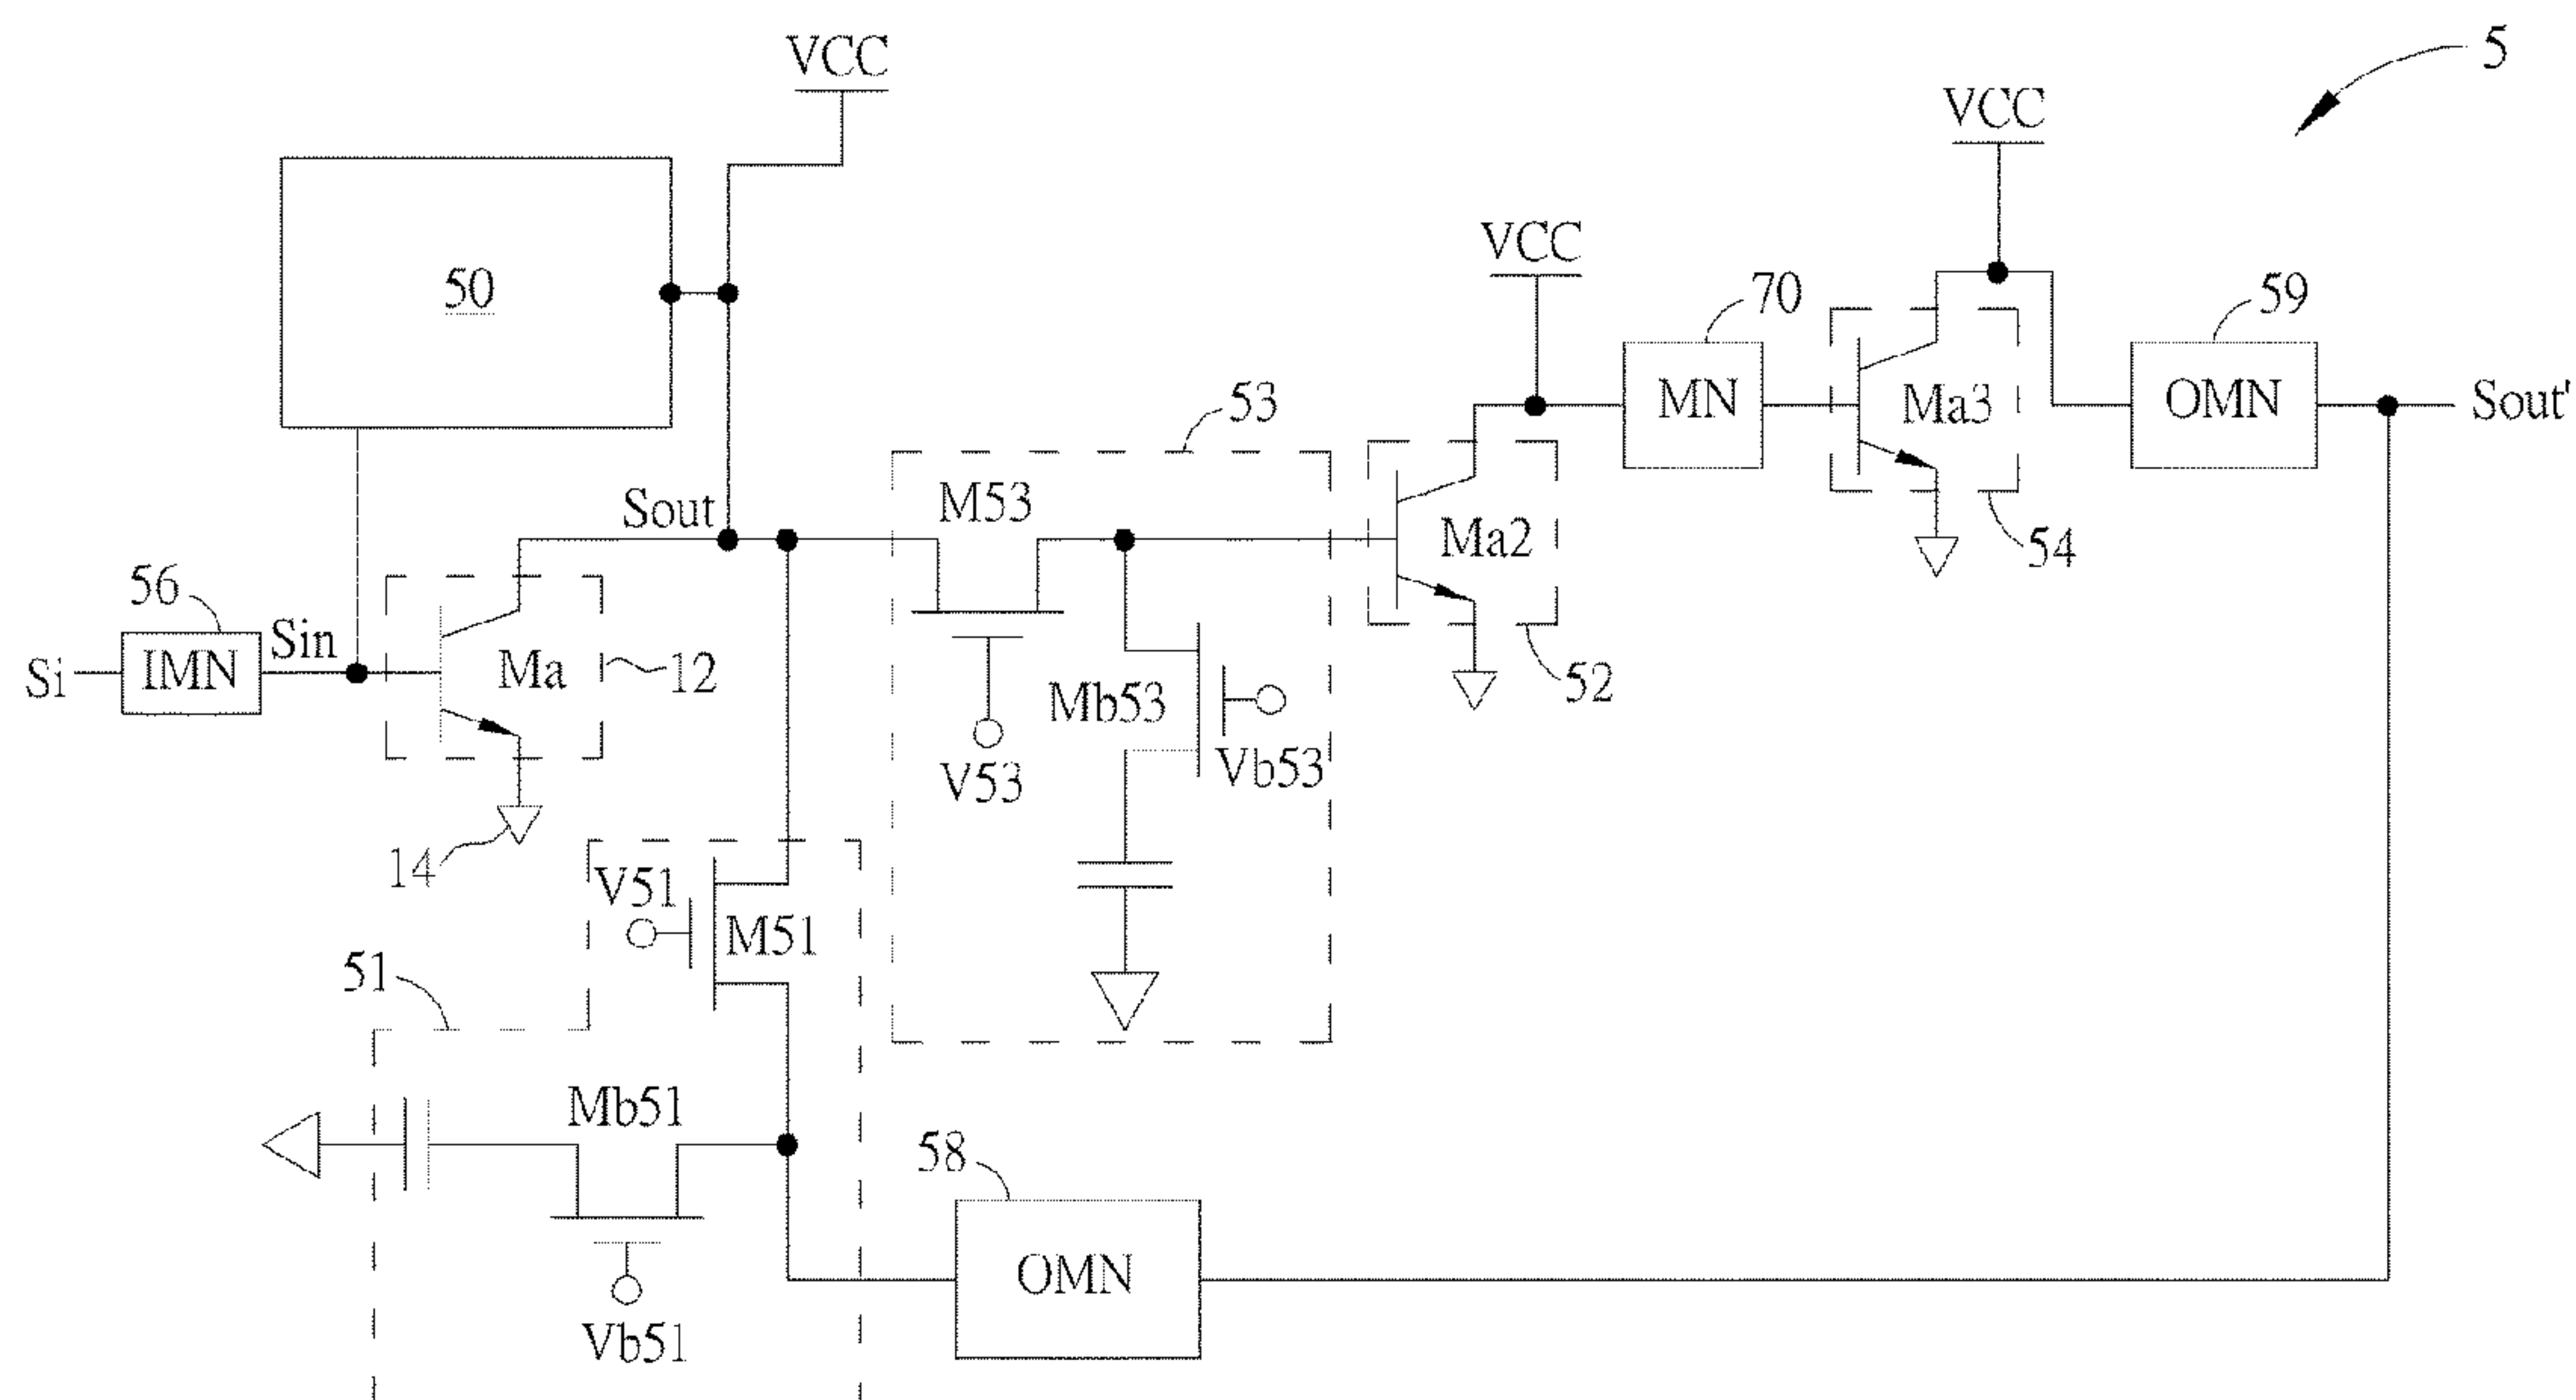 5
VCC
VCC
VCC
50
70
59
53
MN
Ma3
OMN
Sout'
M53
Sout
Ma2
54
56
Sin
Si
IMN
Ma
12
52
Mb53
V53
Vb53
14
V51
M51
51
Mb51
58
OMN
Vb51